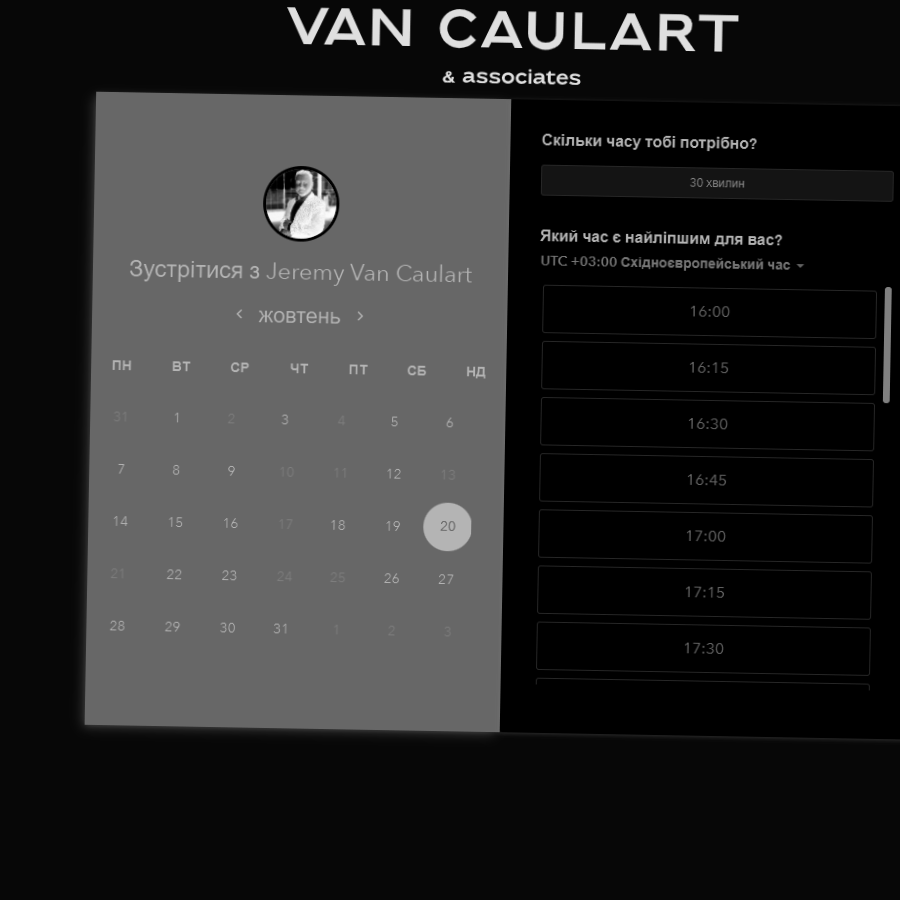 VAN CAULART
& associates
Зустрітися з Jeremy Van Caulart
жовтень
ПН ВТ СР ЧТ ПТ СБ НД
31 1 2 3 4 5 6
7 8 9 10 11 12 13
14 15 16 17 18 19 20
21 22 23 24 25 26 27
28 29 30 31 1 2 3
Скільки часу тобі потрібно?
30 хвилин
Який час є найліпшим для вас?
UTC +03:00 Східноєвропейський час
16:00
16:15
16:30
16:45
17:00
17:15
17:30